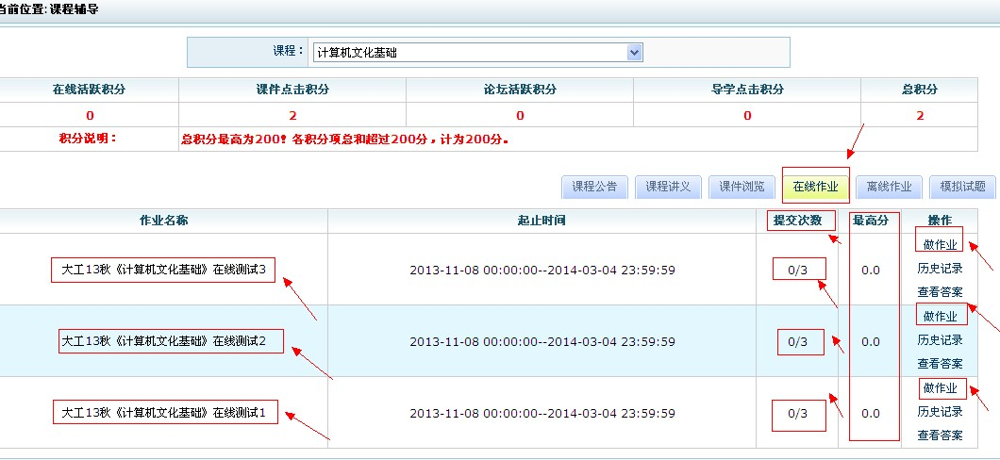 当前位置:课程辅导
课程： 计算机文化基础
在线活跃积分 课件点击积分 论坛活跃积分 导学点击积分 总积分
0 2 0 0 2
积分说明： 总积分最高为200! 各积分项总和超过200分，计为200分。
课程公告 课程讲义 课件浏览 在线作业 离线作业 模拟试题
作业名称 起止时间 提交次数 最高分 操作
做作业
大工13秋《计算机文化基础》在线测试3 2013-11-08 00:00:00--2014-03-04 23:59:59 0/3 0.0 历史记录
查看答案
做作业
大工13秋《计算机文化基础》在线测试2 2013-11-08 00:00:00--2014-03-04 23:59:59 0/3 0.0 历史记录
查看答案
做作业
大工13秋《计算机文化基础》在线测试1 2013-11-08 00:00:00--2014-03-04 23:59:59 0/3 0.0 历史记录
查看答案